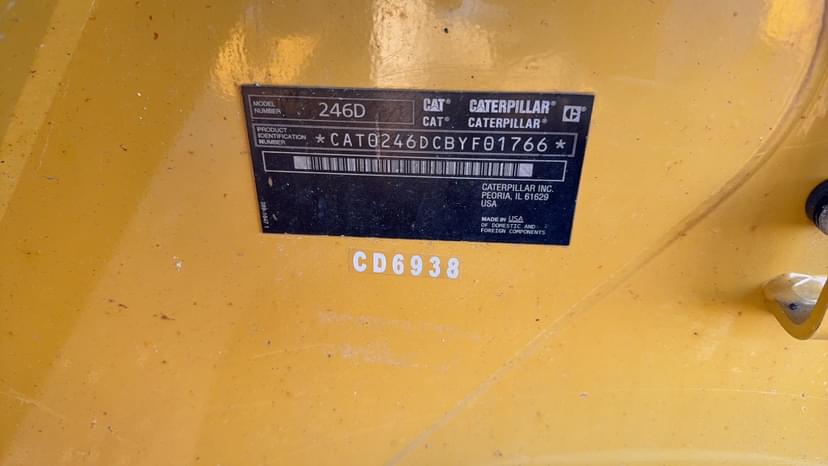 MODEL NUMBER 246D
CAT® CATERPILLAR®
CAT® CATERPILLAR®
PRODUCT IDENTIFICATION NUMBER *CAT0246DCBYF01766*
CATERPILLAR INC.
PEORIA, IL 61629
USA
MADE IN USA
OF DOMESTIC AND
FOREIGN COMPONENTS
CD6938